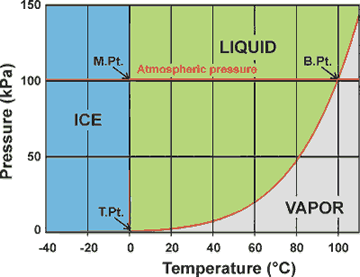 150
LIQUID
M.Pt.
B.Pt.
Atmospheric pressure
100
ICE
50
VAPOR
T.Pt.
0
-40 -20 0 20 40 60 80 100
Pressure (kPa)
Temperature (°C)